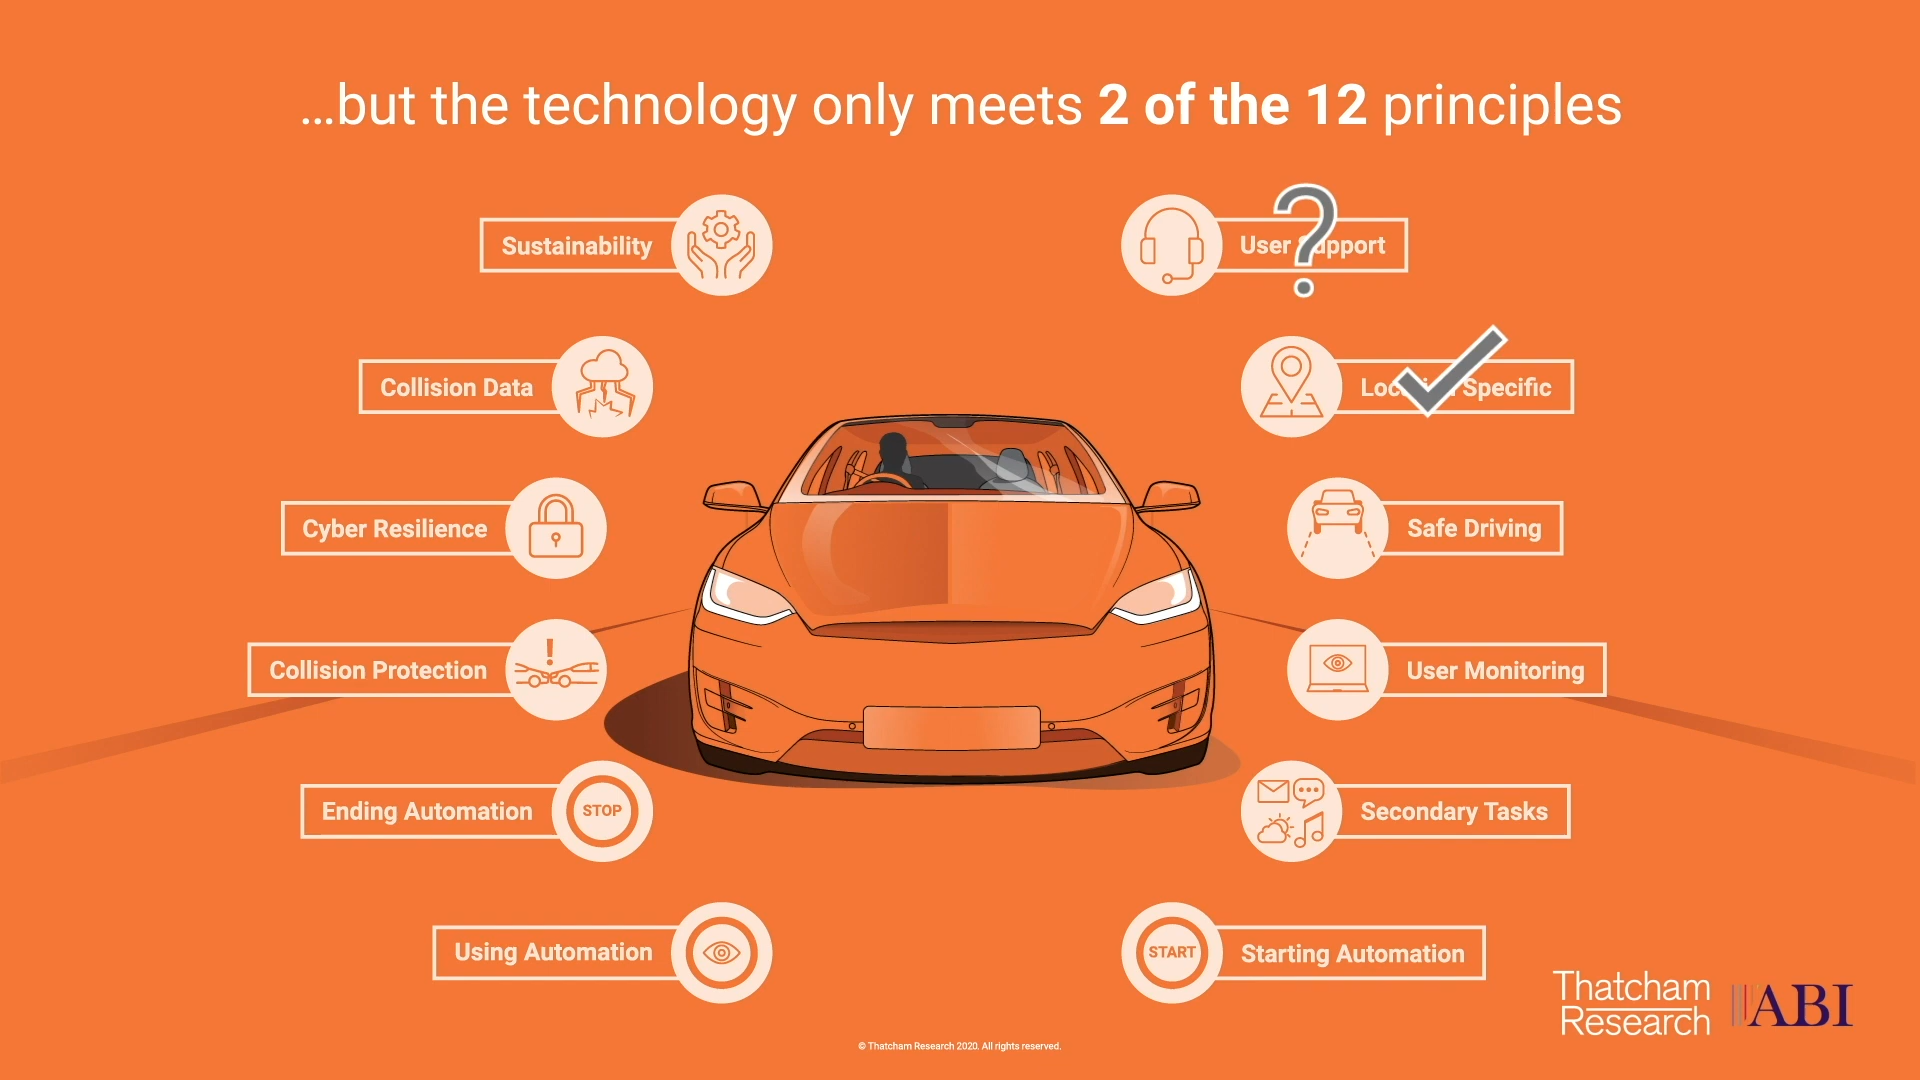 ...but the technology only meets 2 of the 12 principles
Sustainability
User Support
Collision Data
Location Specific
Cyber Resilience
Safe Driving
Collision Protection
!
User Monitoring
Ending Automation
STOP
Secondary Tasks
Using Automation
START
Starting Automation
?
Thatcham
Research
ABI
© Thatcham Research 2020. All rights reserved.